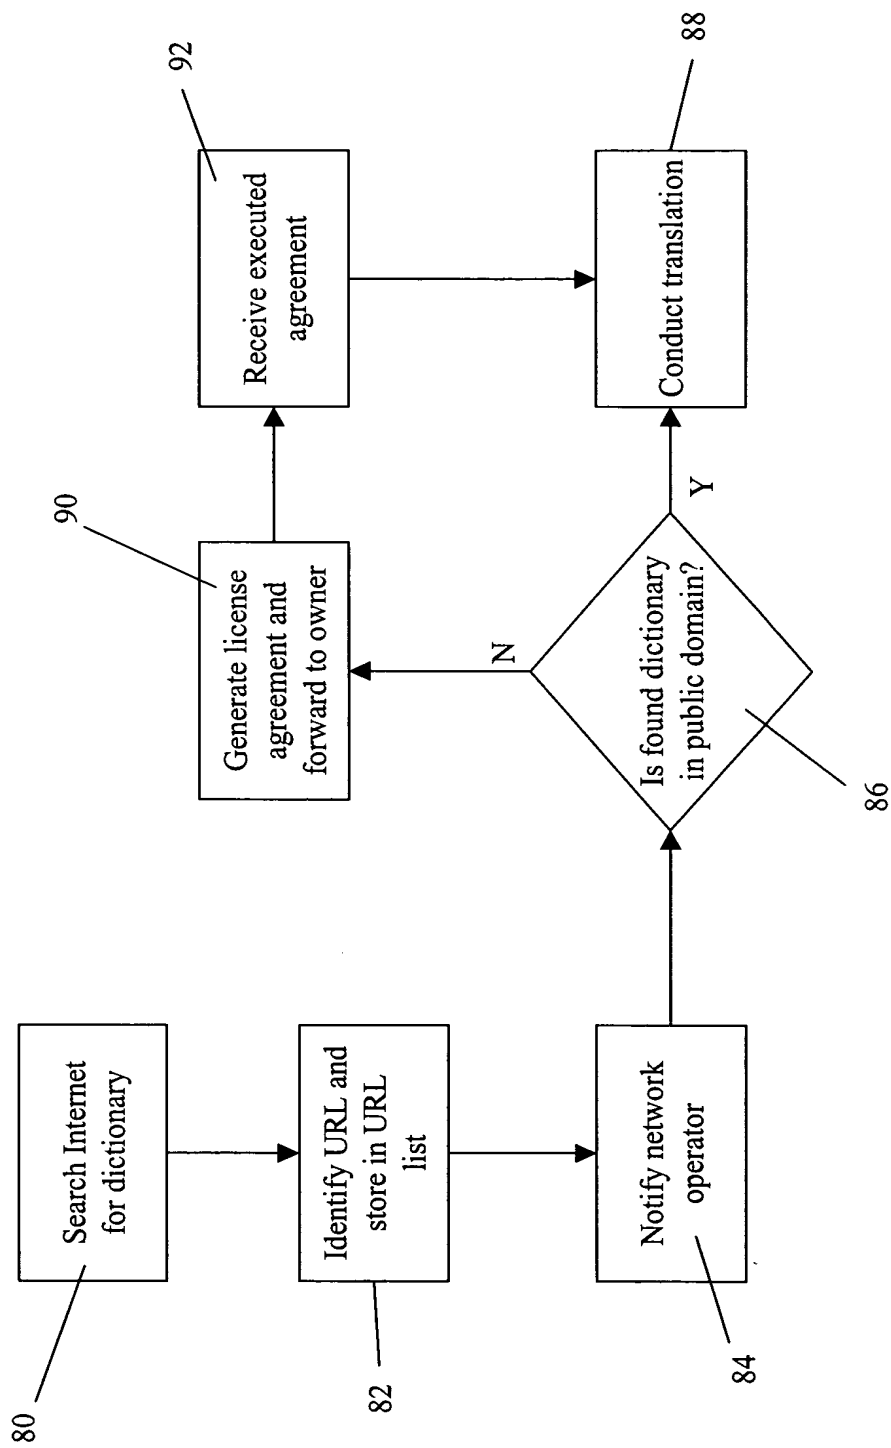 80
Search Internet
for dictionary
82
Identify URL and
store in URL
list
84
Notify network
operator
86
Is found dictionary
in public domain?
N
Y
90
Generate license
agreement and
forward to owner
92
Receive executed
agreement
88
Conduct translation